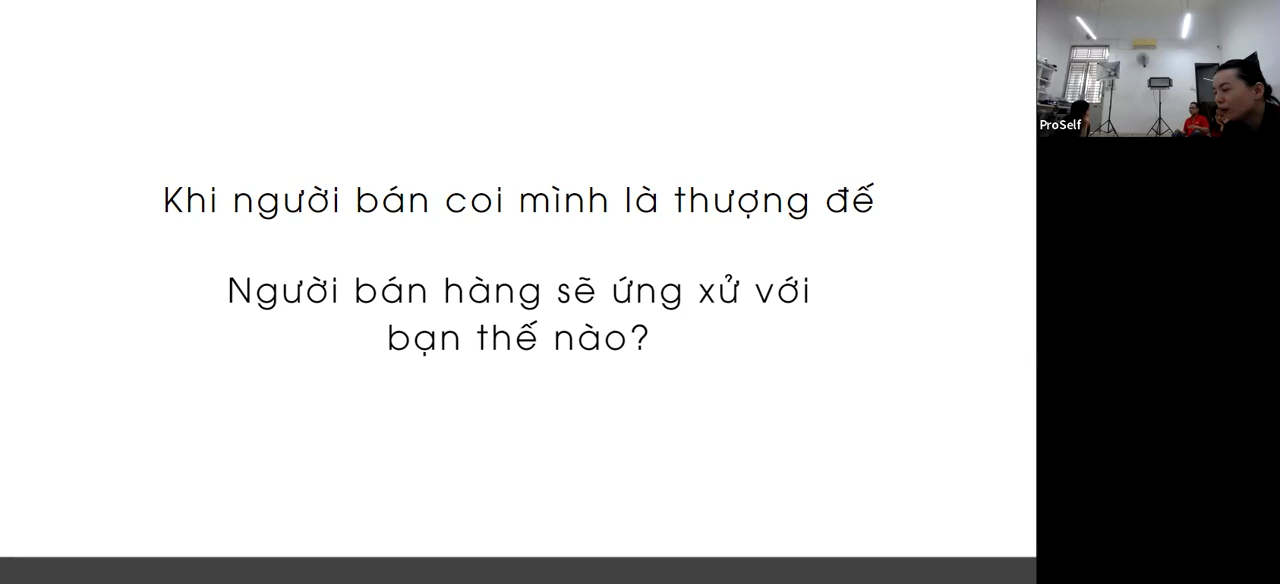 Khi người bán coi mình là thượng đế
Người bán hàng sẽ ứng xử với
bạn thế nào?
ProSelf